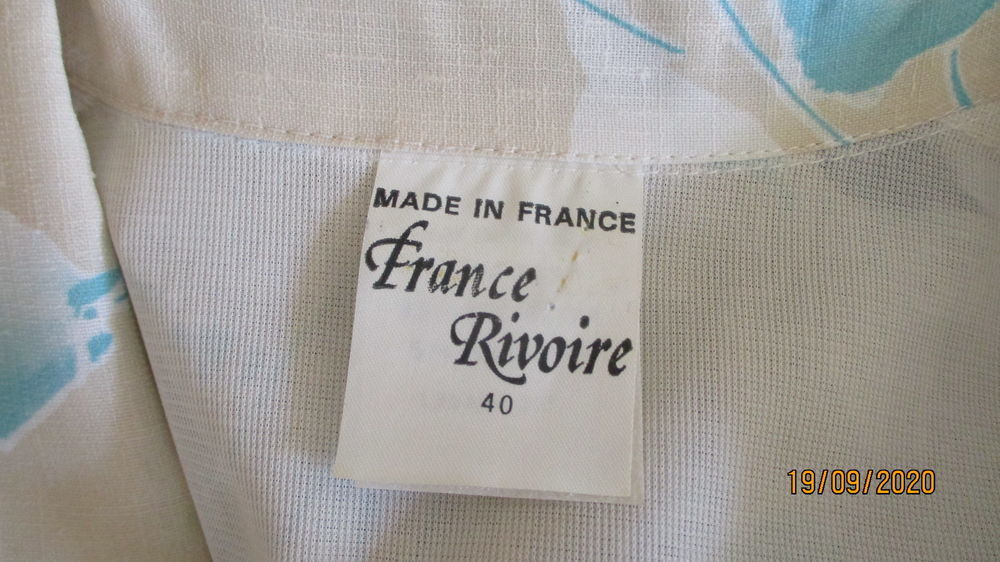 MADE IN FRANCE
France
Rivoire
40
19/09/2020